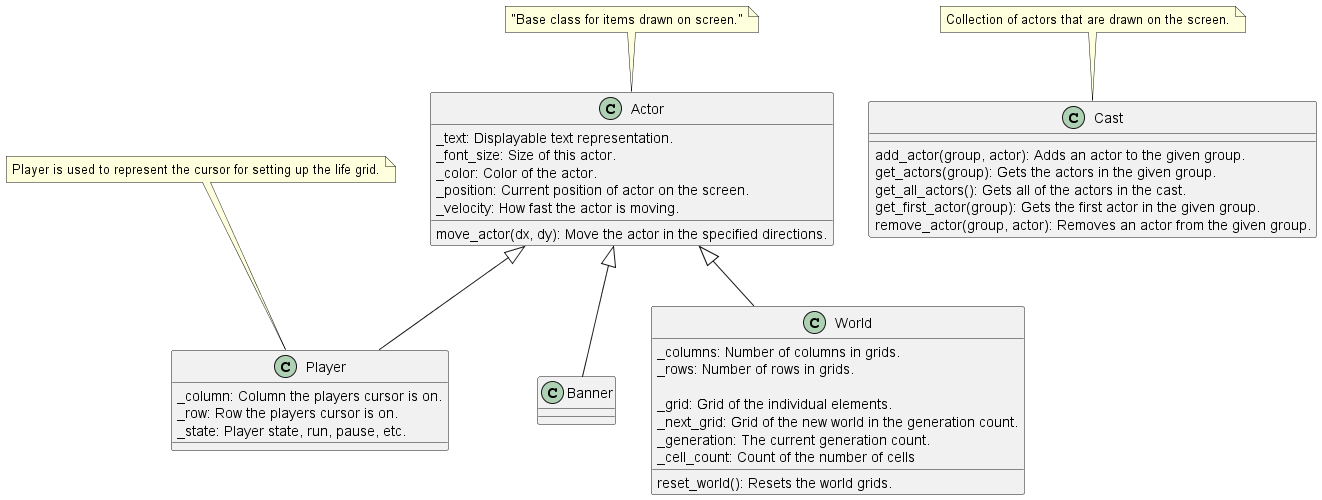 "Base class for items drawn on screen."
Collection of actors that are drawn on the screen.
C Actor
_text: Displayable text representation.
_font_size: Size of this actor.
_color: Color of the actor.
_position: Current position of actor on the screen.
_velocity: How fast the actor is moving.
move_actor(dx, dy): Move the actor in the specified directions.
C Cast
add_actor(group, actor): Adds an actor to the given group.
get_actors(group): Gets the actors in the given group.
get_all_actors(): Gets all of the actors in the cast.
get_first_actor(group): Gets the first actor in the given group.
remove_actor(group, actor): Removes an actor from the given group.
Player is used to represent the cursor for setting up the life grid.
C Player
_column: Column the players cursor is on.
_row: Row the players cursor is on.
_state: Player state, run, pause, etc.
C Banner
C World
_columns: Number of columns in grids.
_rows: Number of rows in grids.
_grid: Grid of the individual elements.
_next_grid: Grid of the new world in the generation count.
_generation: The current generation count.
_cell_count: Count of the number of cells
reset_world(): Resets the world grids.